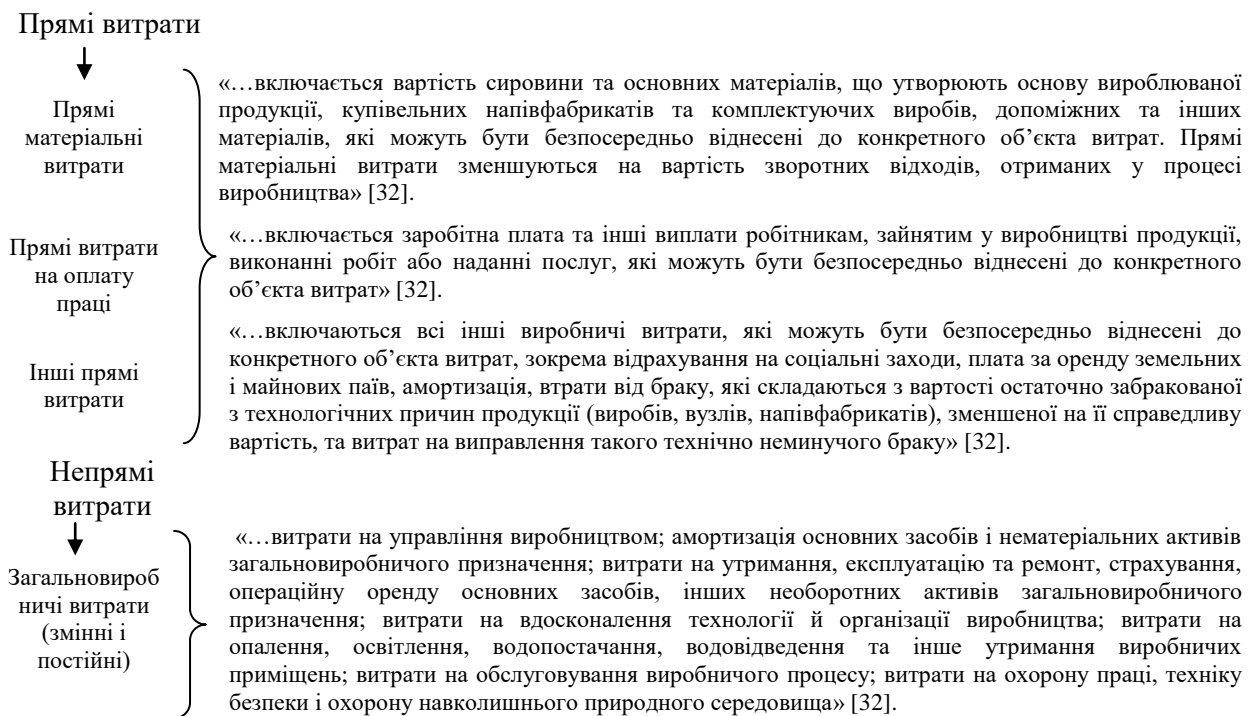 Прямі витрати
Прямі
матеріальні
витрати
«…включається вартість сировини та основних матеріалів, що утворюють основу вироблюваної
продукції, купівельних напівфабрикатів та комплектуючих виробів, допоміжних та інших
матеріалів, які можуть бути безпосередньо віднесені до конкретного об’єкта витрат. Прямі
матеріальні витрати зменшуються на вартість зворотних відходів, отриманих у процесі
виробництва» [32].
Прямі витрати
на оплату
праці
«…включається заробітна плата та інші виплати робітникам, зайнятим у виробництві продукції,
виконанні робіт або наданні послуг, які можуть бути безпосередньо віднесені до конкретного
об’єкта витрат» [32].
Інші прямі
витрати
«…включаються всі інші виробничі витрати, які можуть бути безпосередньо віднесені до
конкретного об’єкта витрат, зокрема відрахування на соціальні заходи, плата за оренду земельних
і майнових паїв, амортизація, втрати від браку, які складаються з вартості остаточно забракованої
з технологічних причин продукції (виробів, вузлів, напівфабрикатів), зменшеної на її справедливу
вартість, та витрат на виправлення такого технічно неминучого браку» [32].
Непрямі
витрати
Загальновироб
ничі витрати
(змінні і
постійні)
«…витрати на управління виробництвом; амортизація основних засобів і нематеріальних активів
загальновиробничого призначення; витрати на утримання, експлуатацію та ремонт, страхування,
операційну оренду основних засобів, інших необоротних активів загальновиробничого
призначення; витрати на вдосконалення технології й організації виробництва; витрати на
опалення, освітлення, водопостачання, водовідведення та інше утримання виробничих
приміщень; витрати на обслуговування виробничого процесу; витрати на охорону праці, техніку
безпеки і охорону навколишнього природного середовища» [32].